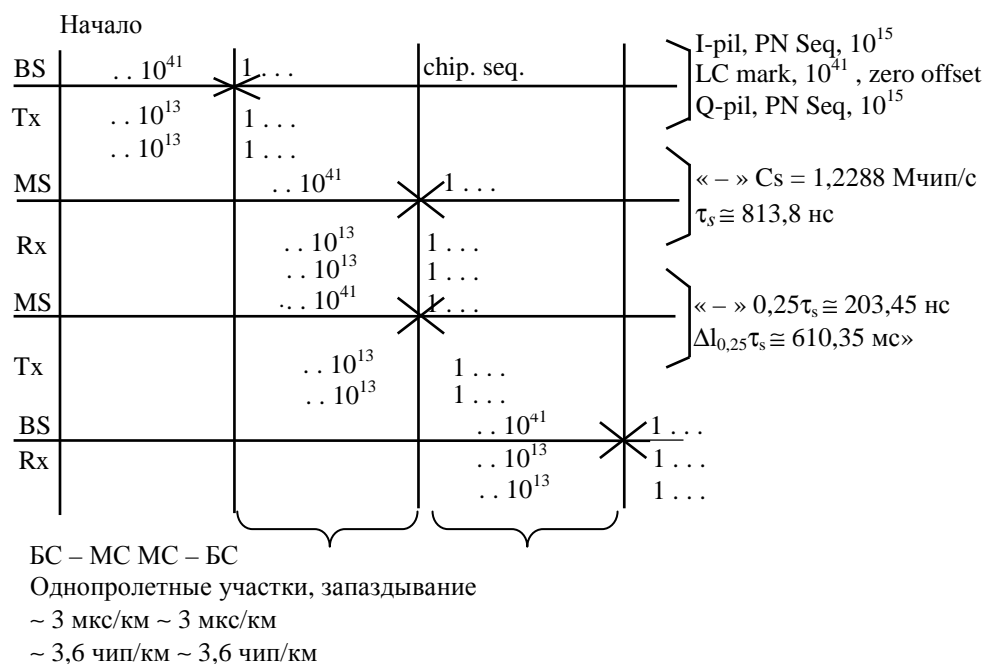 Начало
BS . . 10^41 1 . . . chip. seq.
I-pil, PN Seq, 10^15
LC mark, 10^41 , zero offset
Q-pil, PN Seq, 10^15
Tx . . 10^13 1 . . .
. . 10^13 1 . . .
MS . . 10^41 1 . . .
« – » Cs = 1,2288 Мчип/с
τs ≅ 813,8 нс
Rx . . 10^13 1 . . .
. . 10^13 1 . . .
MS . . 10^41 1 . . .
« – » 0,25τs ≅ 203,45 нс
Δl0,25τs ≅ 610,35 мс»
Tx . . 10^13 1 . . .
. . 10^13 1 . . .
BS . . 10^41 1 . . .
Rx . . 10^13 1 . . .
. . 10^13 1 . . .
БС – МС МС – БС
Однопролетные участки, запаздывание
~ 3 мкс/км ~ 3 мкс/км
~ 3,6 чип/км ~ 3,6 чип/км